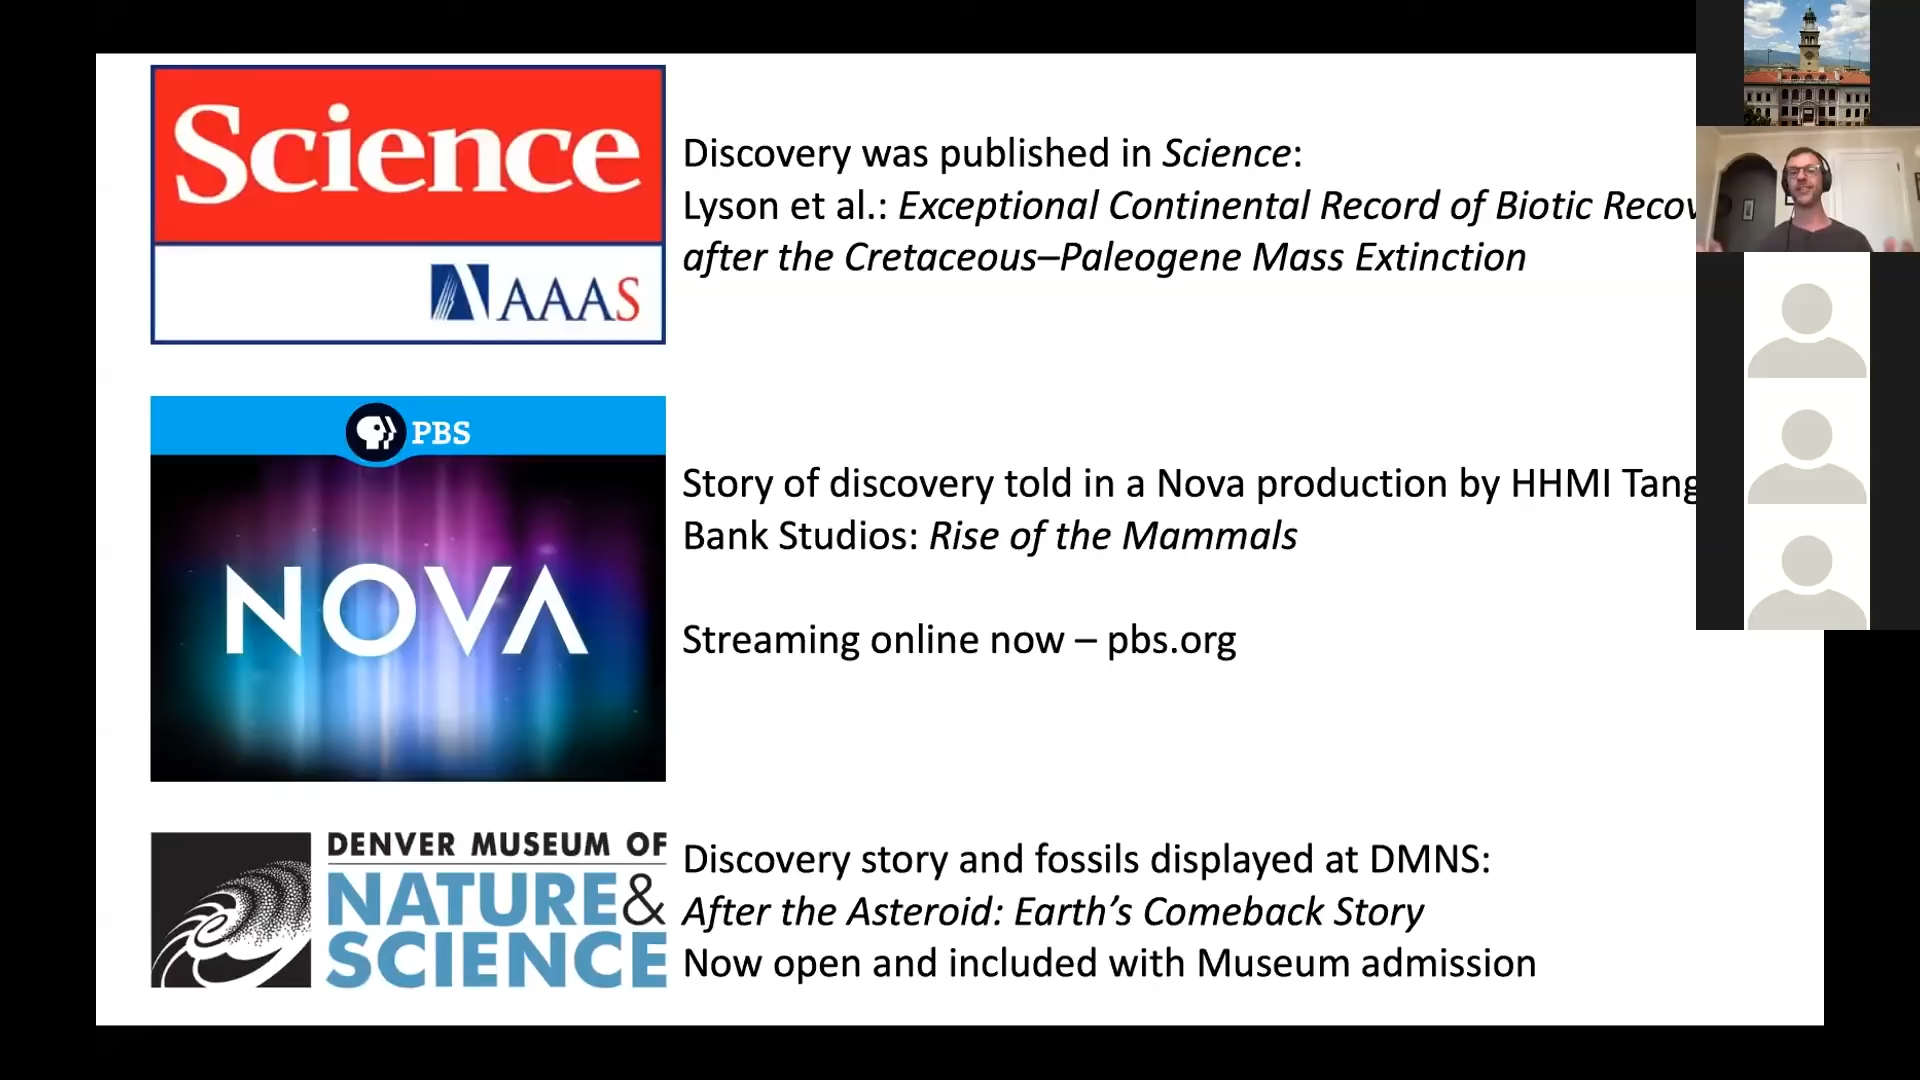 Science
AAAS
Discovery was published in Science:
Lyson et al.: Exceptional Continental Record of Biotic
after the Cretaceous–Paleogene Mass Extinction
PBS
NOVA
Story of discovery told in a Nova production by HHMI
Bank Studios: Rise of the Mammals
Streaming online now – pbs.org
DENVER MUSEUM OF
NATURE &
SCIENCE
Discovery story and fossils displayed at DMNS:
After the Asteroid: Earth’s Comeback Story
Now open and included with Museum admission